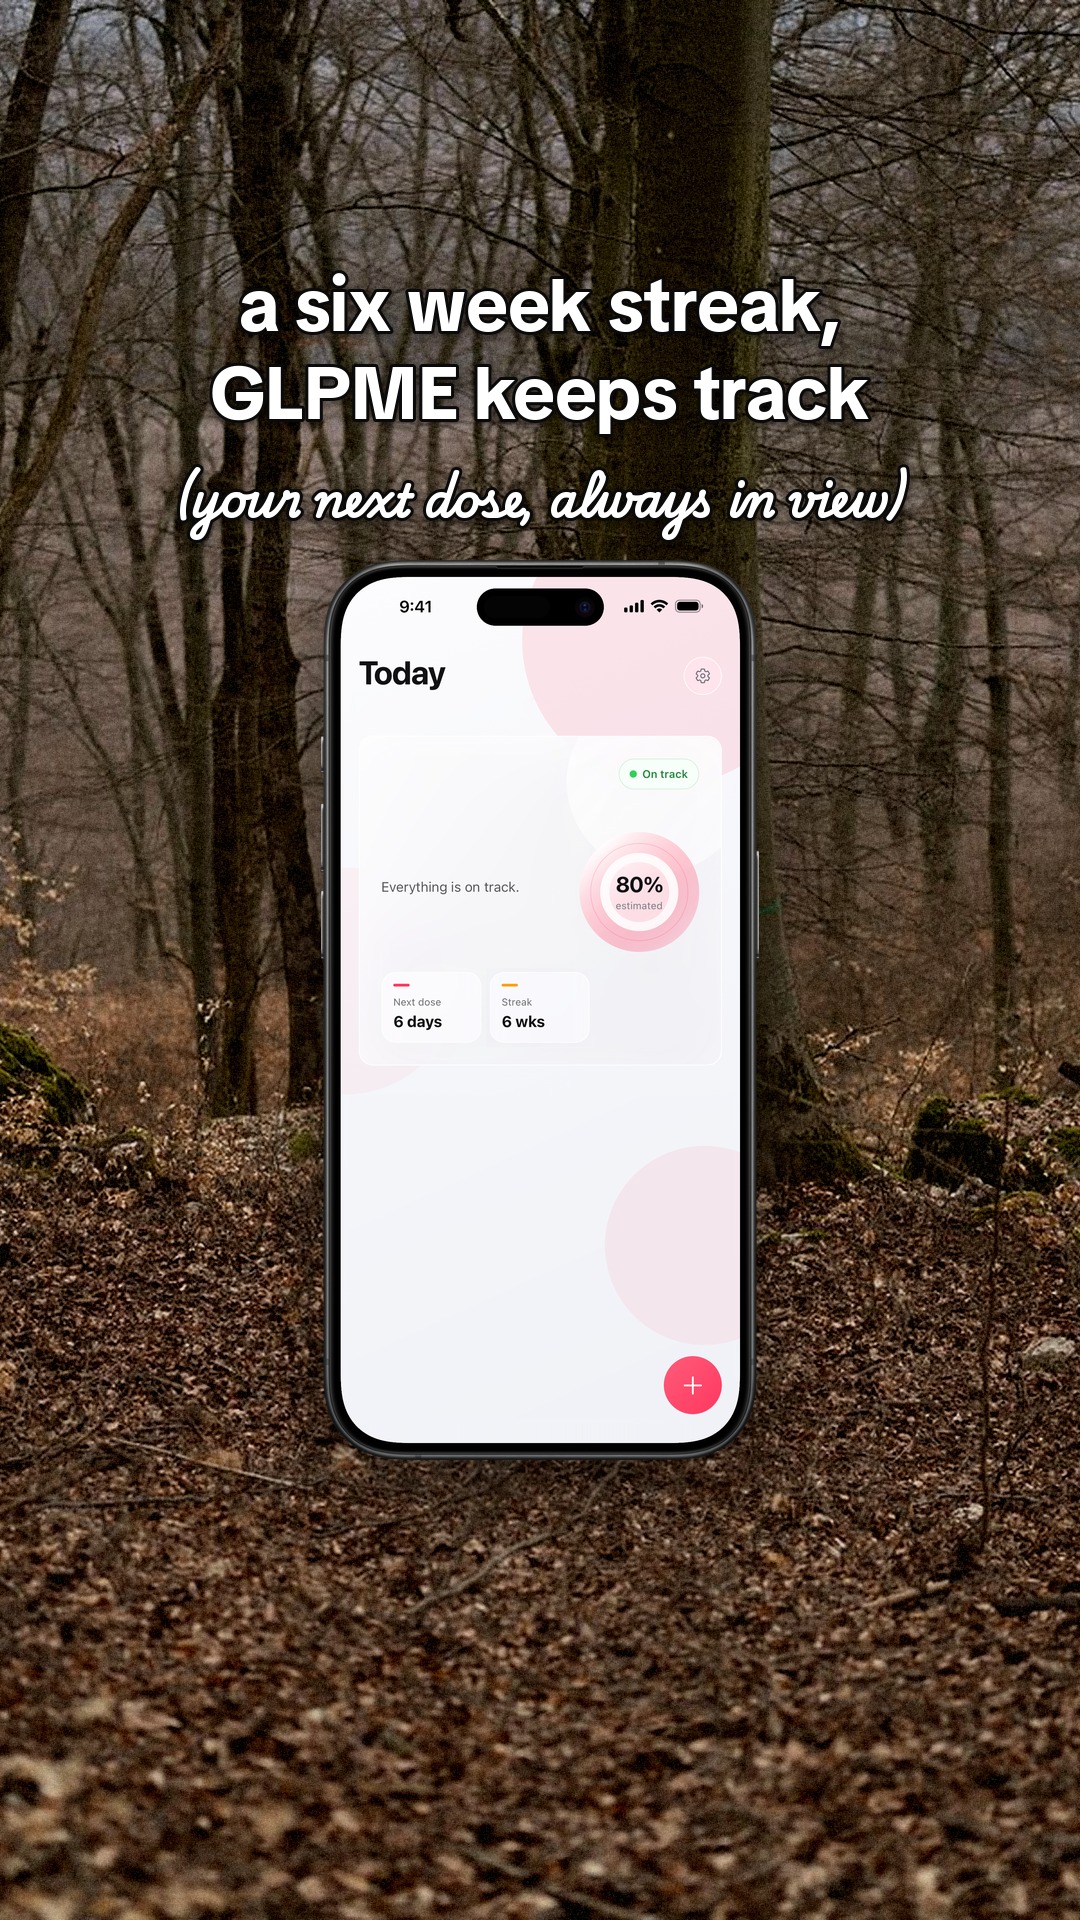 a six week streak,
GLPME keeps track
(your next dose, always in view)
9:41
Today
On track
Everything is on track.
80%
estimated
Next dose
6 days
Streak
6 wks